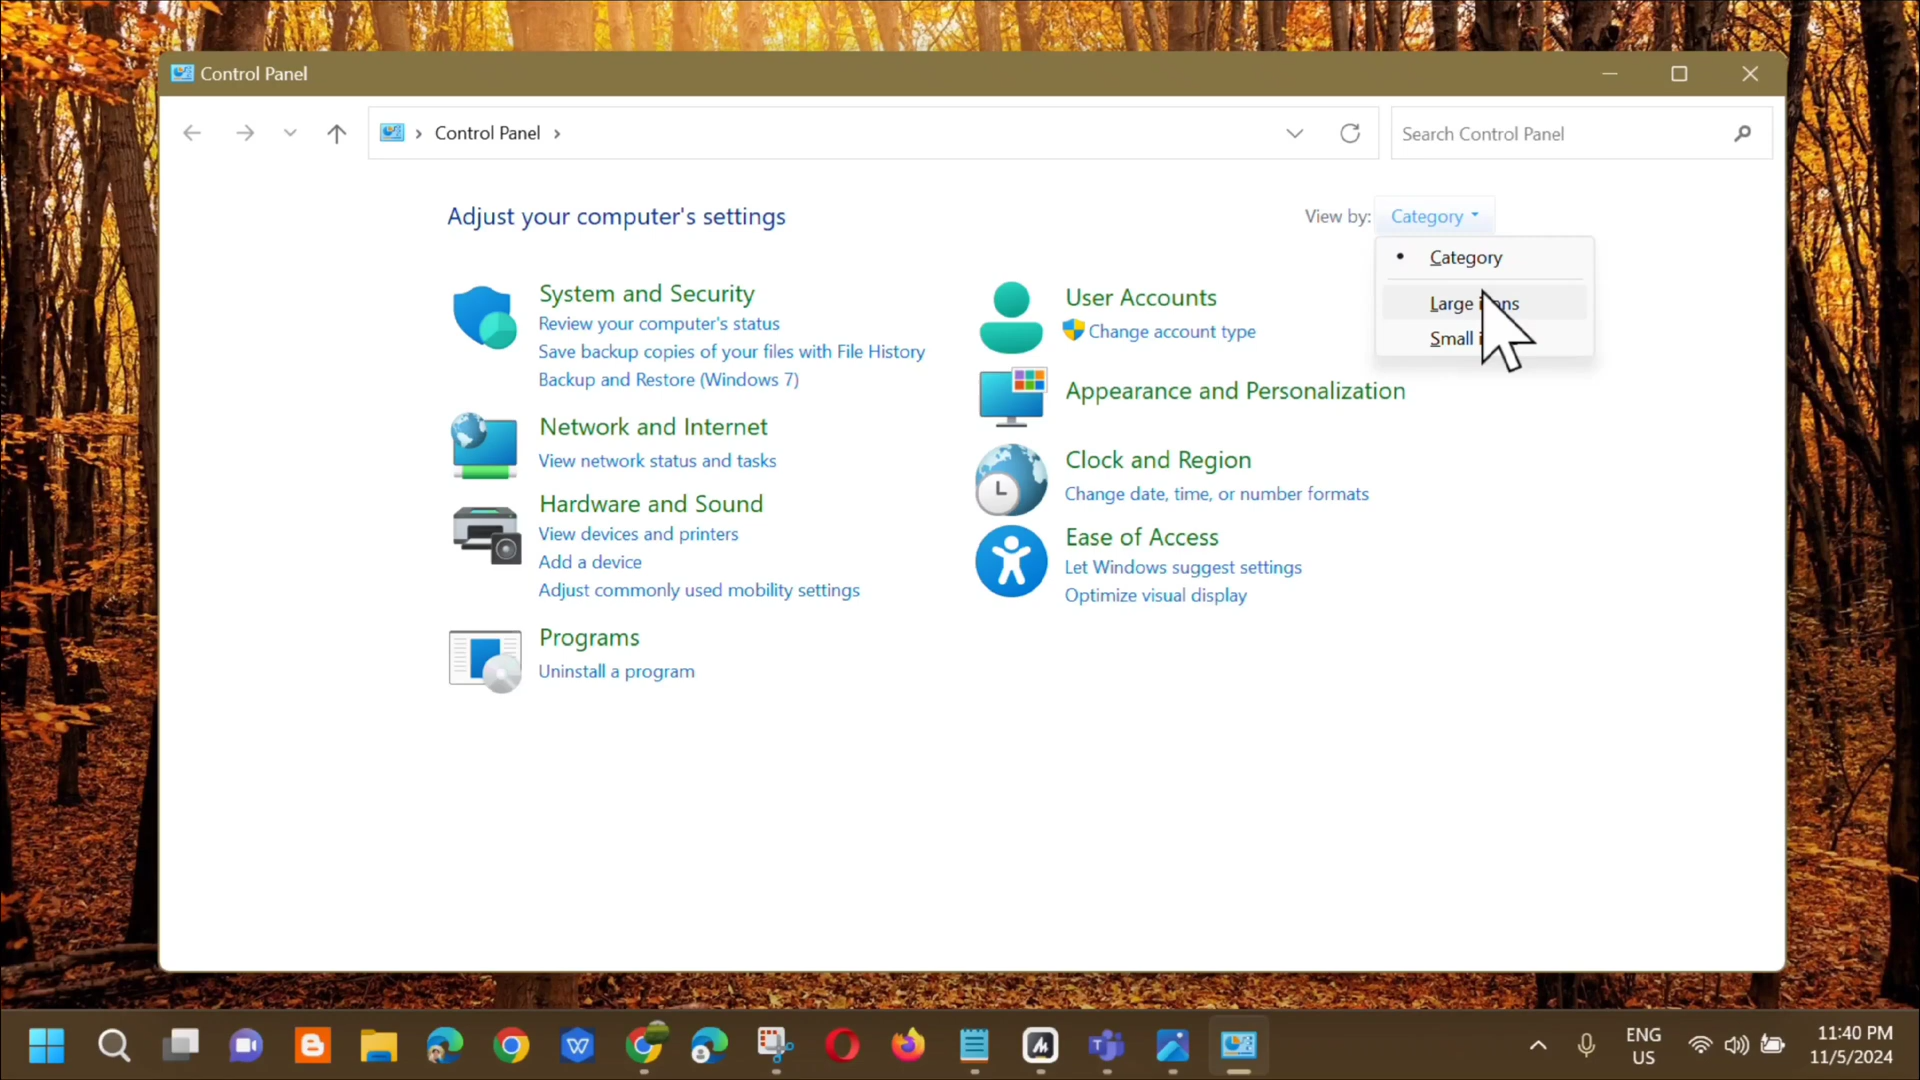 Control Panel
Control Panel
Search Control Panel
Adjust your computer's settings
View by: Category
Category
Large
Small
System and Security
Review your computer's status
Save backup copies of your files with File History
Backup and Restore (Windows 7)
Network and Internet
View network status and tasks
Hardware and Sound
View devices and printers
Add a device
Adjust commonly used mobility settings
Programs
Uninstall a program
User Accounts
Change account type
Appearance and Personalization
Clock and Region
Change date, time, or number formats
Ease of Access
Let Windows suggest settings
Optimize visual display
ENG
US
11:40 PM
11/5/2024